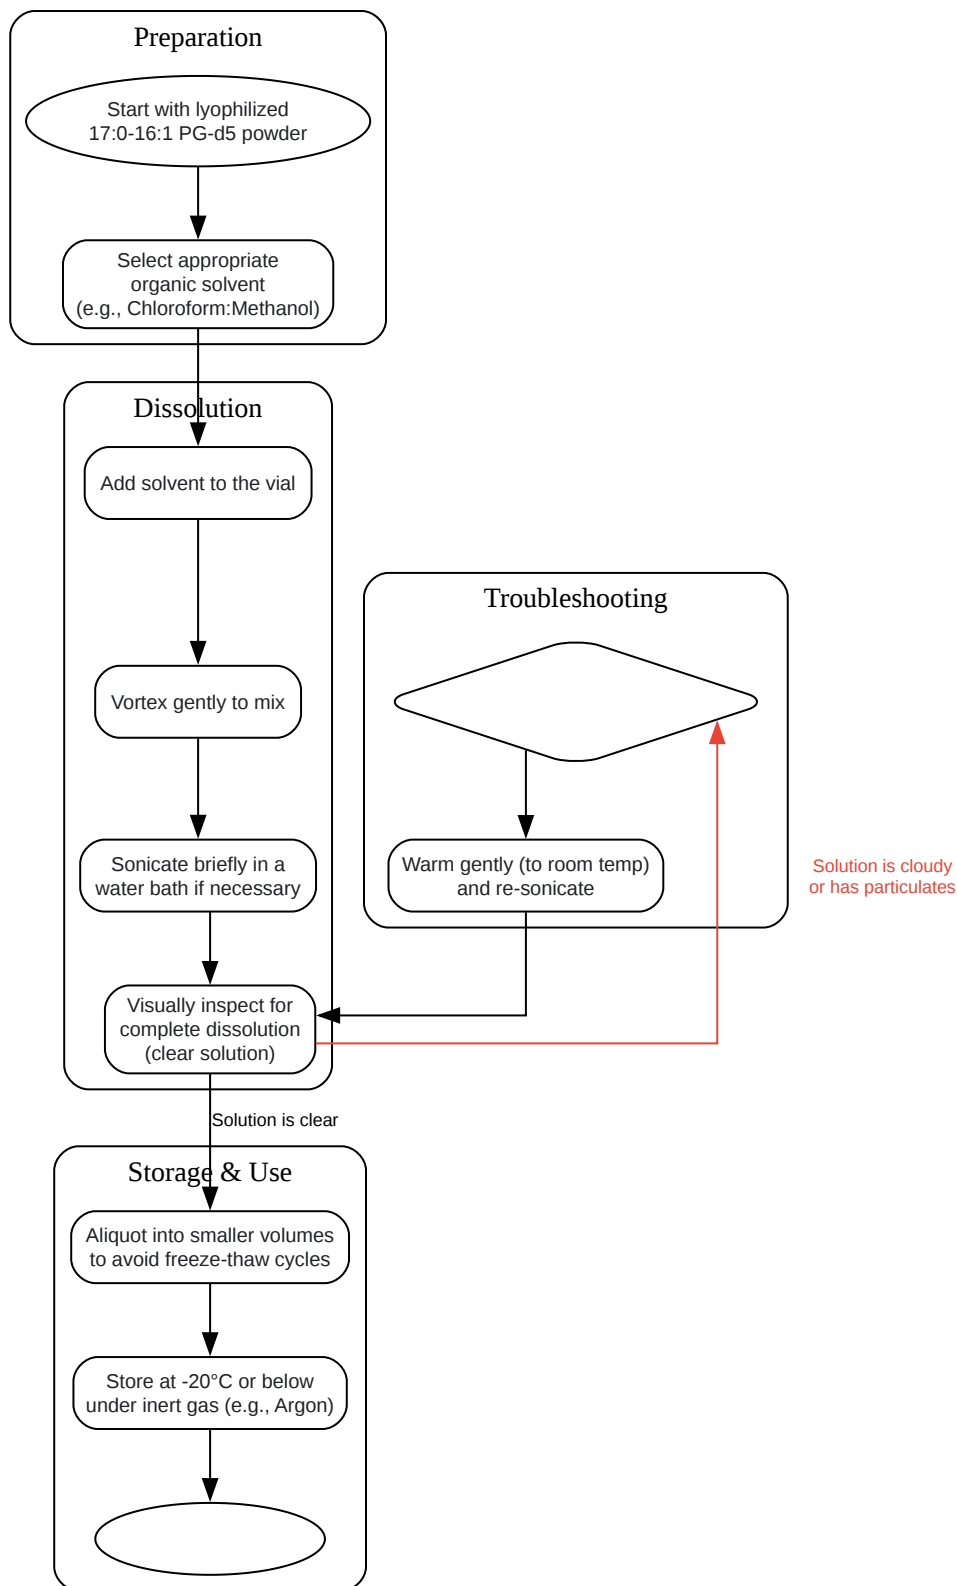 Preparation
Start with lyophilized
17:0-16:1 PG-d5 powder
Select appropriate
organic solvent
(e.g., Chloroform:Methanol)
Dissolution
Add solvent to the vial
Vortex gently to mix
Sonicate briefly in a
water bath if necessary
Visually inspect for
complete dissolution
(clear solution)
Troubleshooting
Warm gently (to room temp)
and re-sonicate
Solution is cloudy
or has particulates
Solution is clear
Storage & Use
Aliquot into smaller volumes
to avoid freeze-thaw cycles
Store at -20°C or below
under inert gas (e.g., Argon)